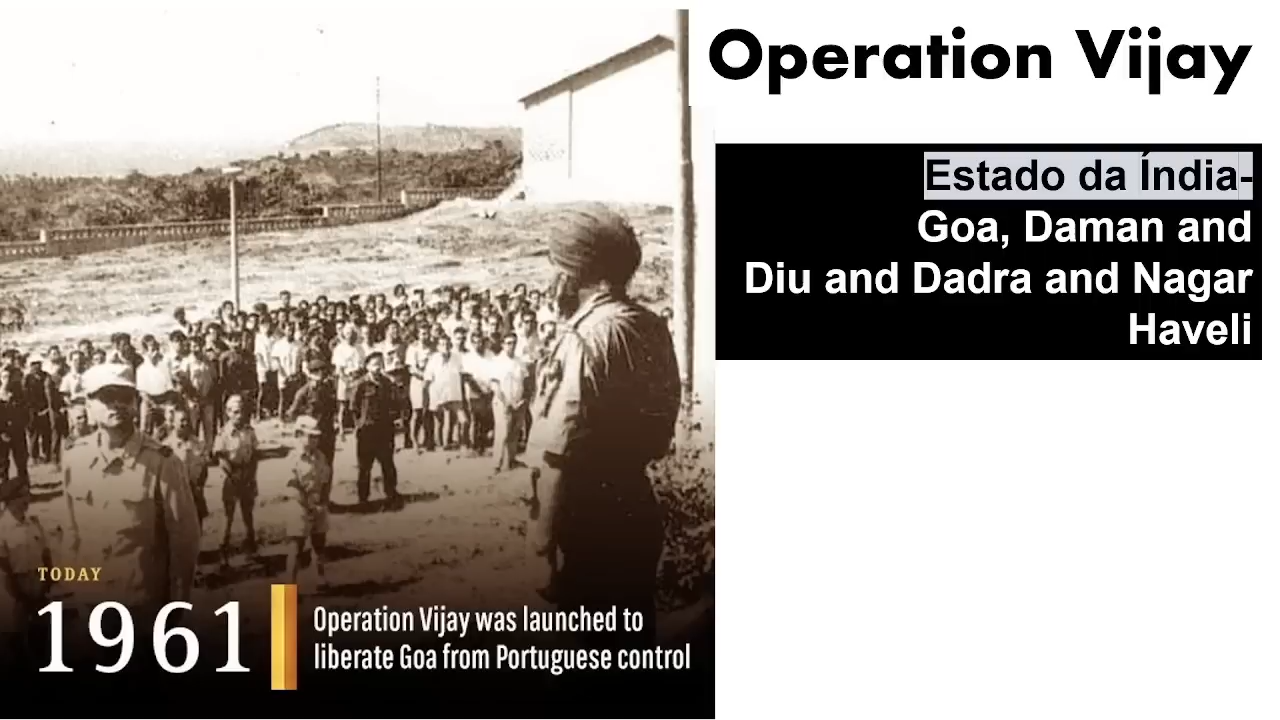 Operation Vijay
Estado da Índia-
Goa, Daman and
Diu and Dadra and Nagar
Haveli
TODAY
1961
Operation Vijay was launched to
liberate Goa from Portuguese control